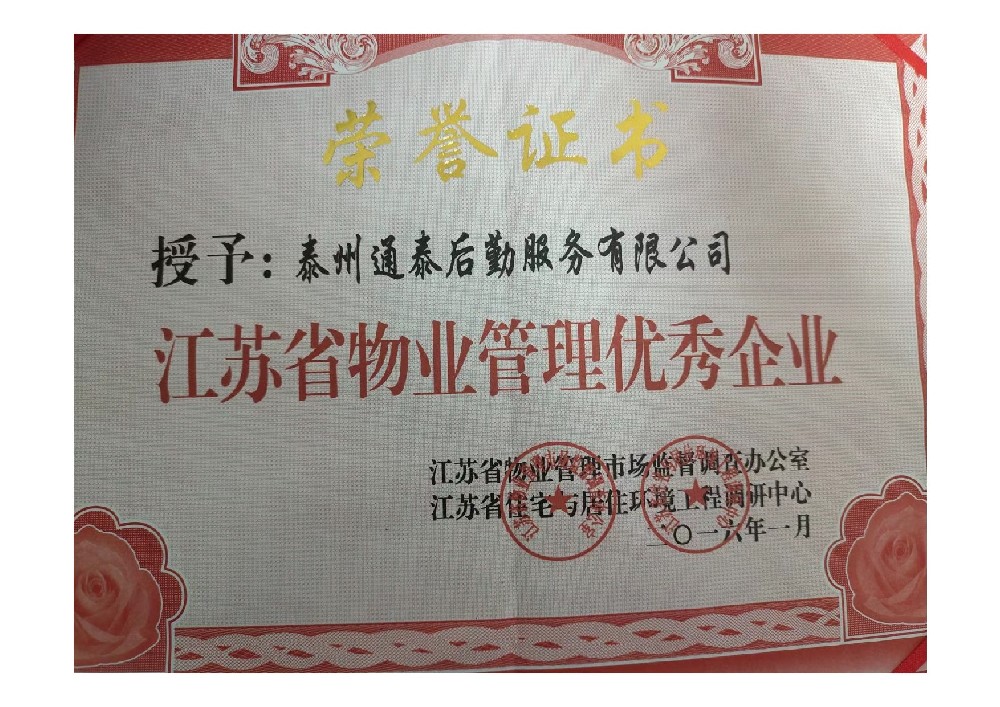 荣誉证书
授予：泰州通泰后勤服务有限公司
江苏省物业管理优秀企业
江苏省物业管理市场监督调查办公室
江苏省住宅与居住环境工程调研中心
二〇一六年一月